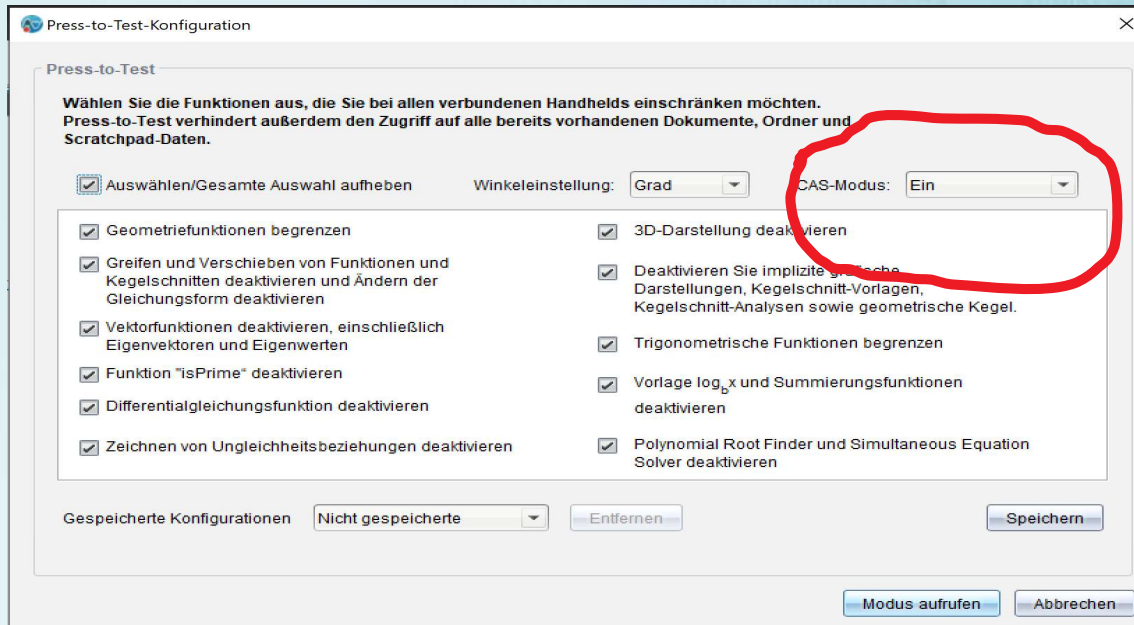 Press-to-Test-Konfiguration
Press-to-Test
Wählen Sie die Funktionen aus, die Sie bei allen verbundenen Handhelds einschränken möchten.
Press-to-Test verhindert außerdem den Zugriff auf alle bereits vorhandenen Dokumente, Ordner und
Scratchpad-Daten.
Auswählen/Gesamte Auswahl aufheben Winkeleinstellung: Grad CAS-Modus: Ein
Geometriefunktionen begrenzen
Greifen und Verschieben von Funktionen und
Kegelschnitten deaktivieren und Ändern der
Gleichungsform deaktivieren
Vektorfunktionen deaktivieren, einschließlich
Eigenvektoren und Eigenwerten
Funktion "isPrime“ deaktivieren
Differentialgleichungsfunktion deaktivieren
Zeichnen von Ungleichheitsbeziehungen deaktivieren
3D-Darstellung deaktivieren
Deaktivieren Sie implizite grafische
Darstellungen, Kegelschnitt-Vorlagen,
Kegelschnitt-Analysen sowie geometrische Kegel.
Trigonometrische Funktionen begrenzen
Vorlage log_b x und Summierungsfunktionen
deaktivieren
Polynomial Root Finder und Simultaneous Equation
Solver deaktivieren
Gespeicherte Konfigurationen Nicht gespeicherte Entfernen Speichern
Modus aufrufen Abbrechen